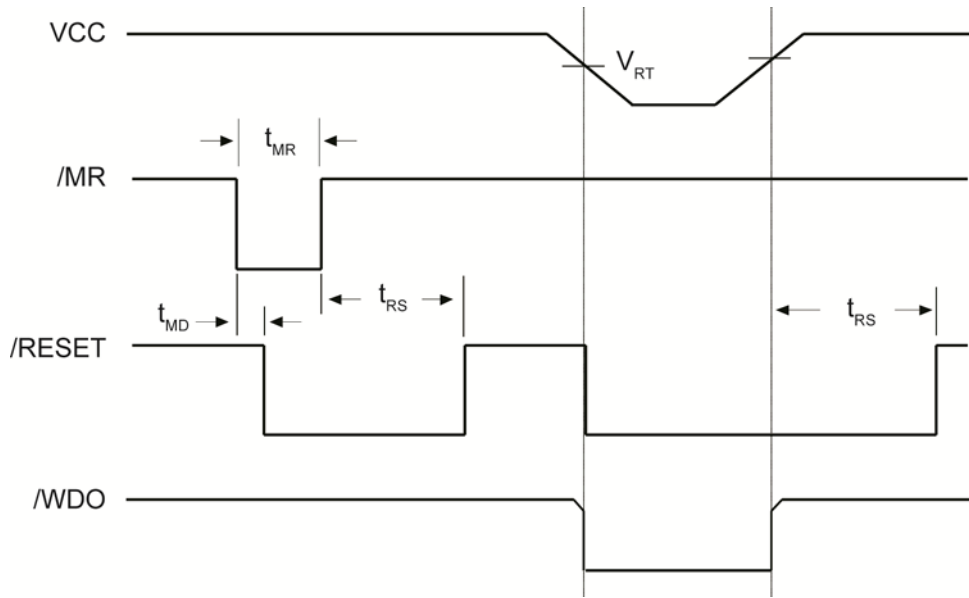 VCC
V_RT
t_MR
/MR
t_MD
t_RS
t_RS
/RESET
/WDO